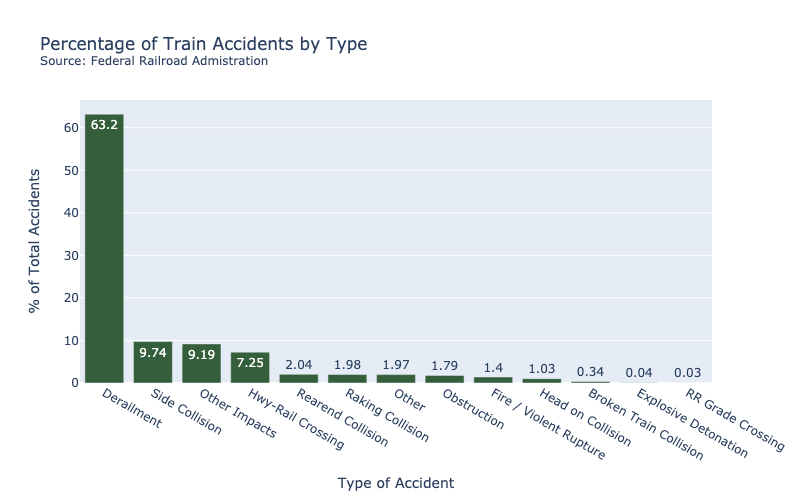 Percentage of Train Accidents by Type
Source: Federal Railroad Admistration
% of Total Accidents
60
50
40
30
20
10
0
63.2
9.74
9.19
7.25
2.04
1.98
1.97
1.79
1.4
1.03
0.34
0.04
0.03
Derailment
Side Collision
Other Impacts
Hwy-Rail Crossing
Rearend Collision
Raking Collision
Other
Obstruction
Fire / Violent Rupture
Head on Collision
Broken Train Collision
Explosive Detonation
RR Grade Crossing
Type of Accident